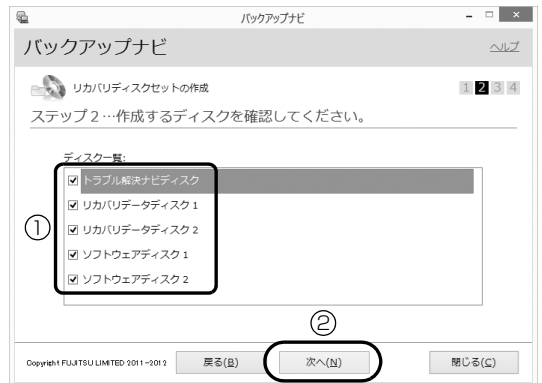 バックアップナビ
バックアップナビ
ヘルプ
リカバリディスクセットの作成
1 2 3 4
ステップ2…作成するディスクを確認してください。
ディスク一覧:
トラブル解決ナビディスク
リカバリデータディスク1
①
リカバリデータディスク2
ソフトウェアディスク1
ソフトウェアディスク2
②
Copyright FUJITSU LIMITED 2011-2012
戻る(B)
次へ(N)
閉じる(C)